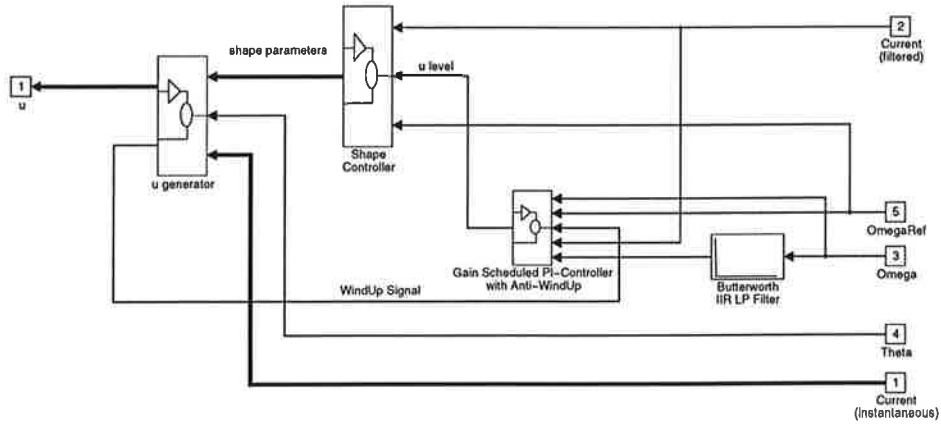 2
Current
(filtered)
shape parameters
u level
1
u
Shape
Controller
u generator
5
OmegaRef
3
Omega
Gain Scheduled PI-Controller
with Anti-WindUp
Butterworth
IIR LP Filter
WindUp Signal
4
Theta
1
Current
(instantaneous)